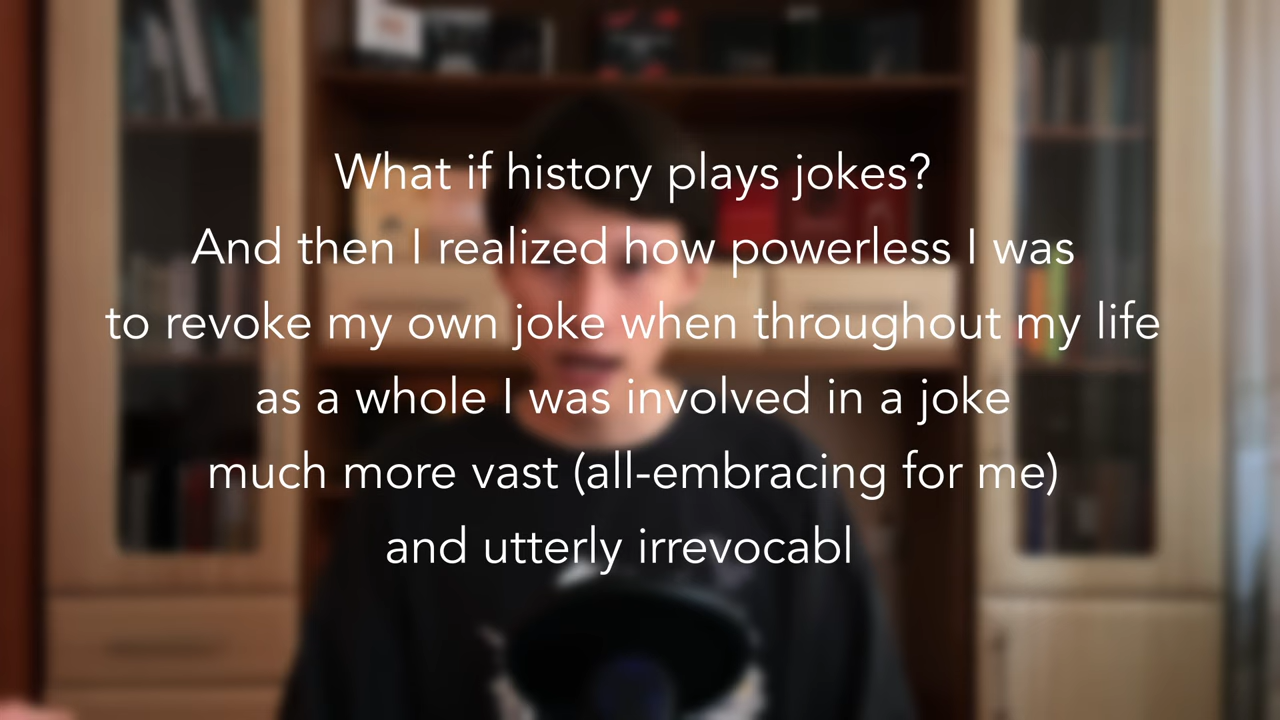 What if history plays jokes?
And then I realized how powerless I was
to revoke my own joke when throughout my life
as a whole I was involved in a joke
much more vast (all-embracing for me)
and utterly irrevocabl